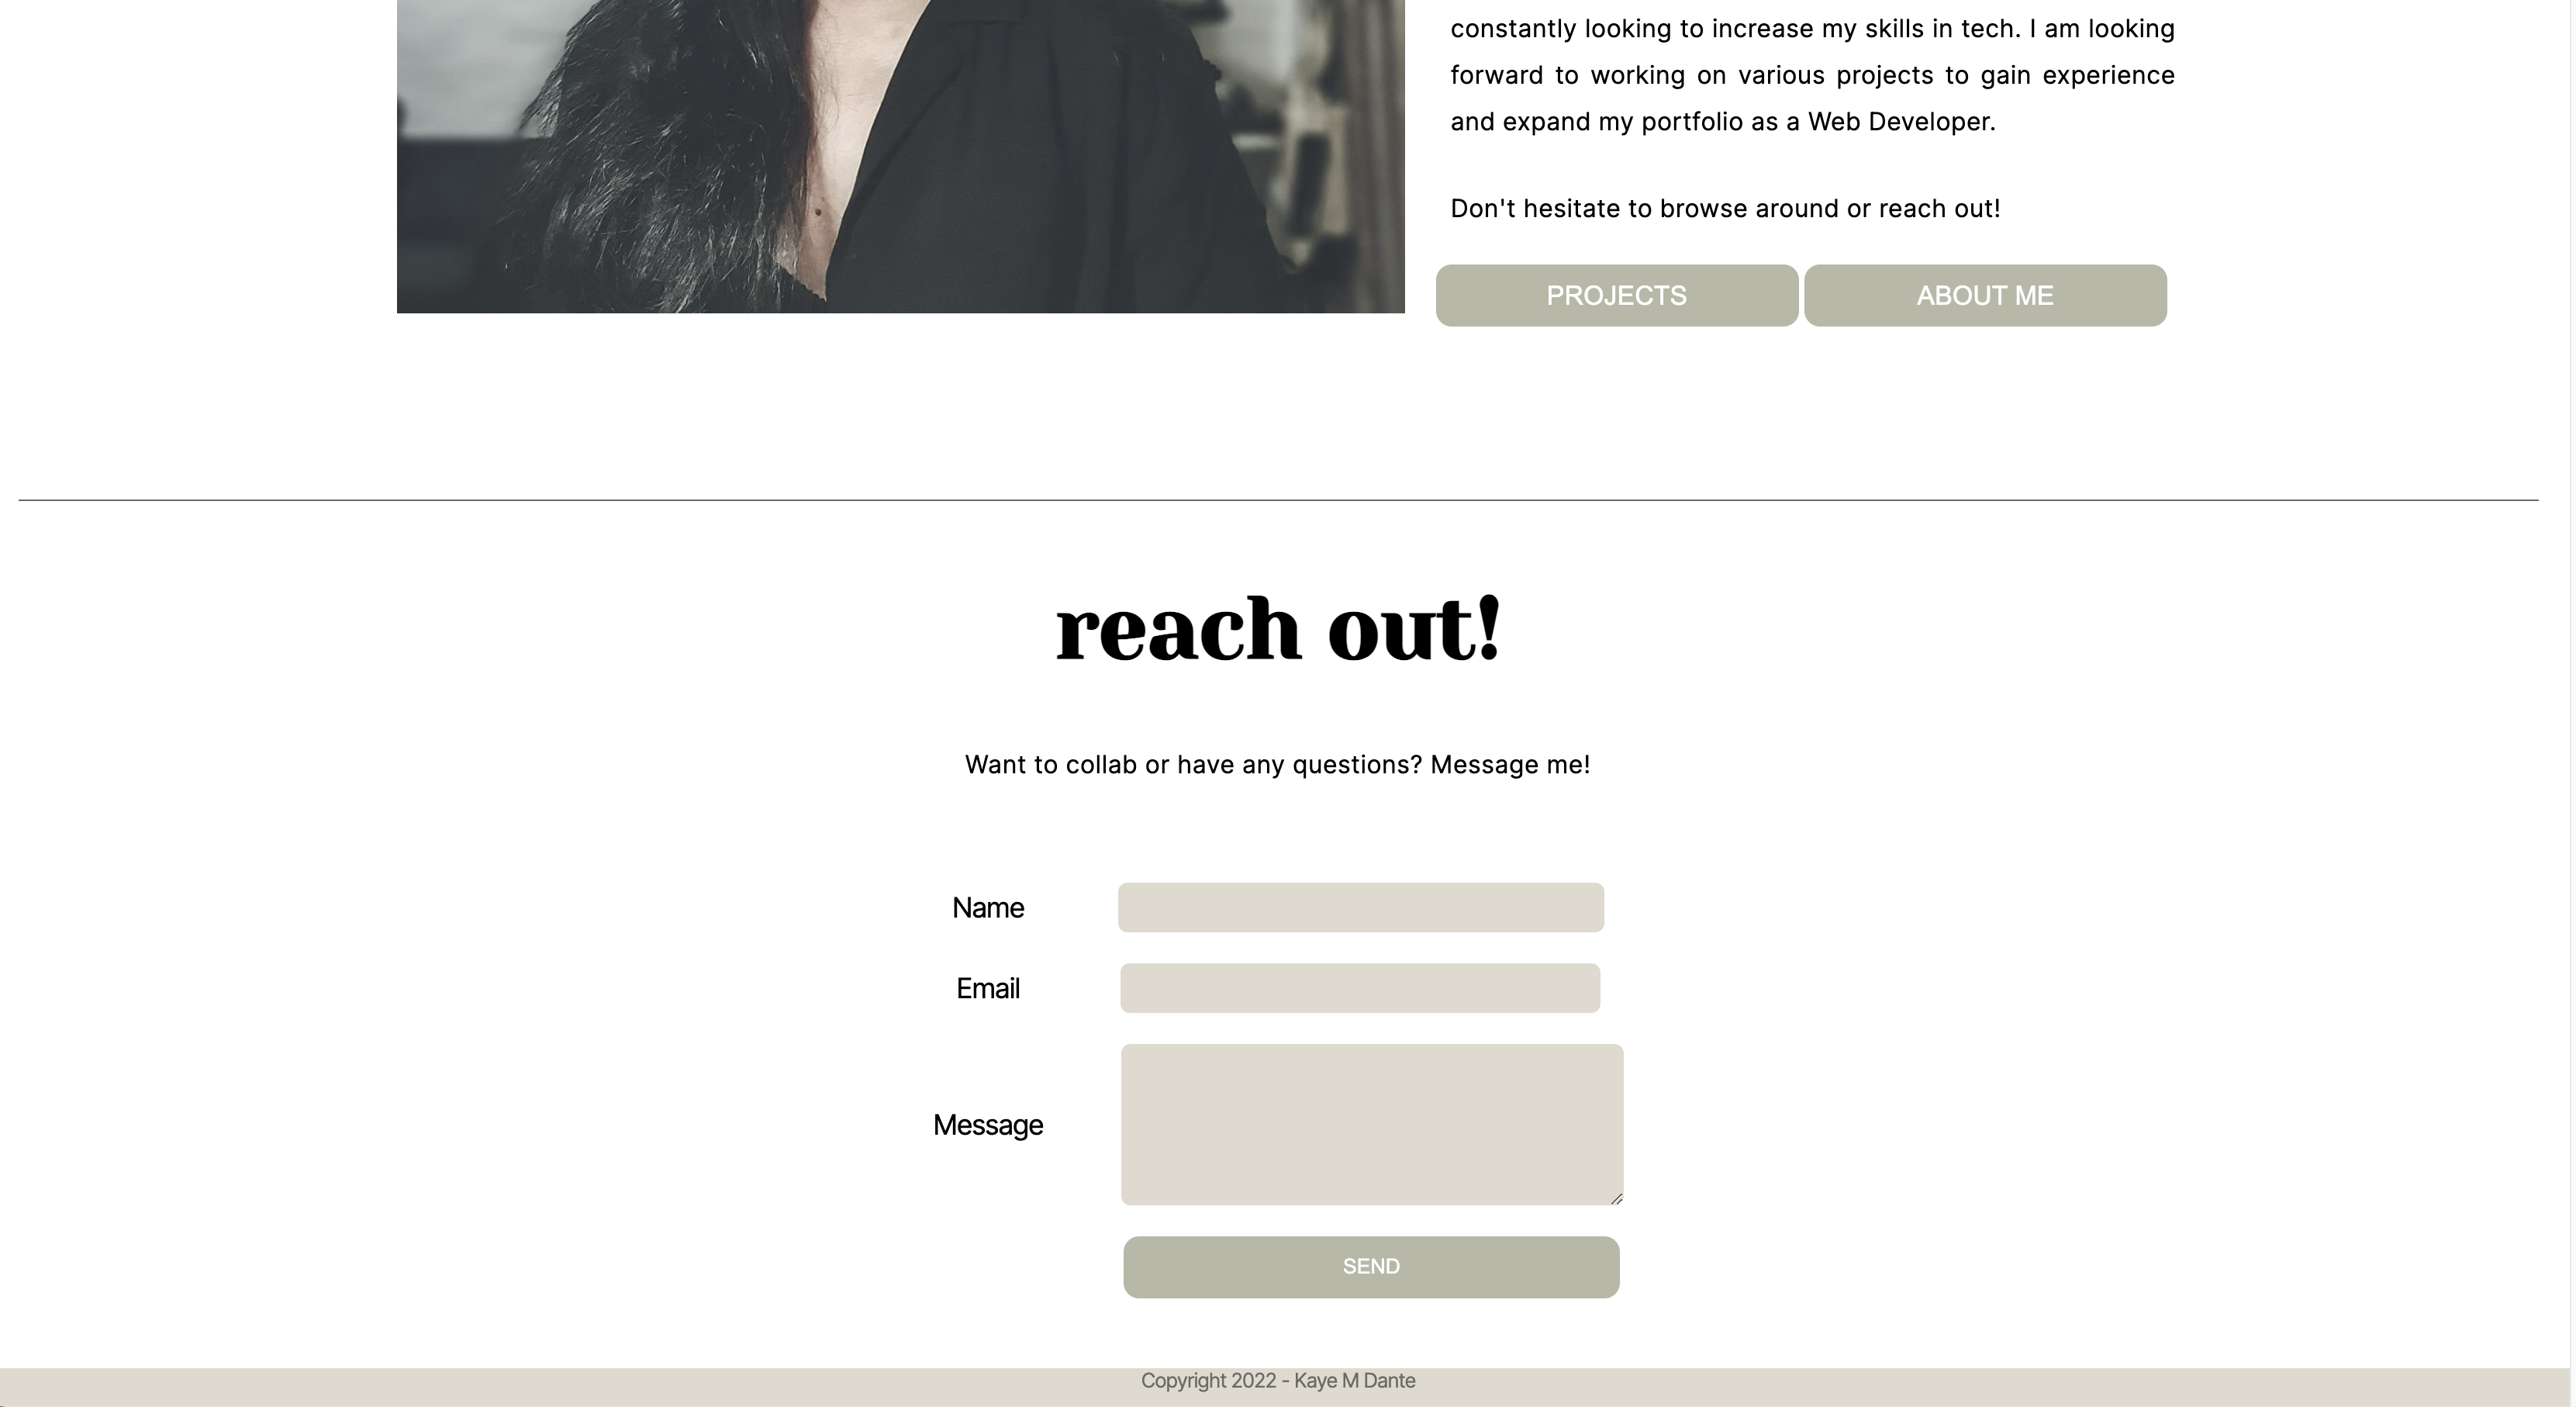 constantly looking to increase my skills in tech. I am looking
forward to working on various projects to gain experience
and expand my portfolio as a Web Developer.
Don't hesitate to browse around or reach out!
PROJECTS
ABOUT ME
reach out!
Want to collab or have any questions? Message me!
Name
Email
Message
SEND
Copyright 2022 - Kaye M Dante